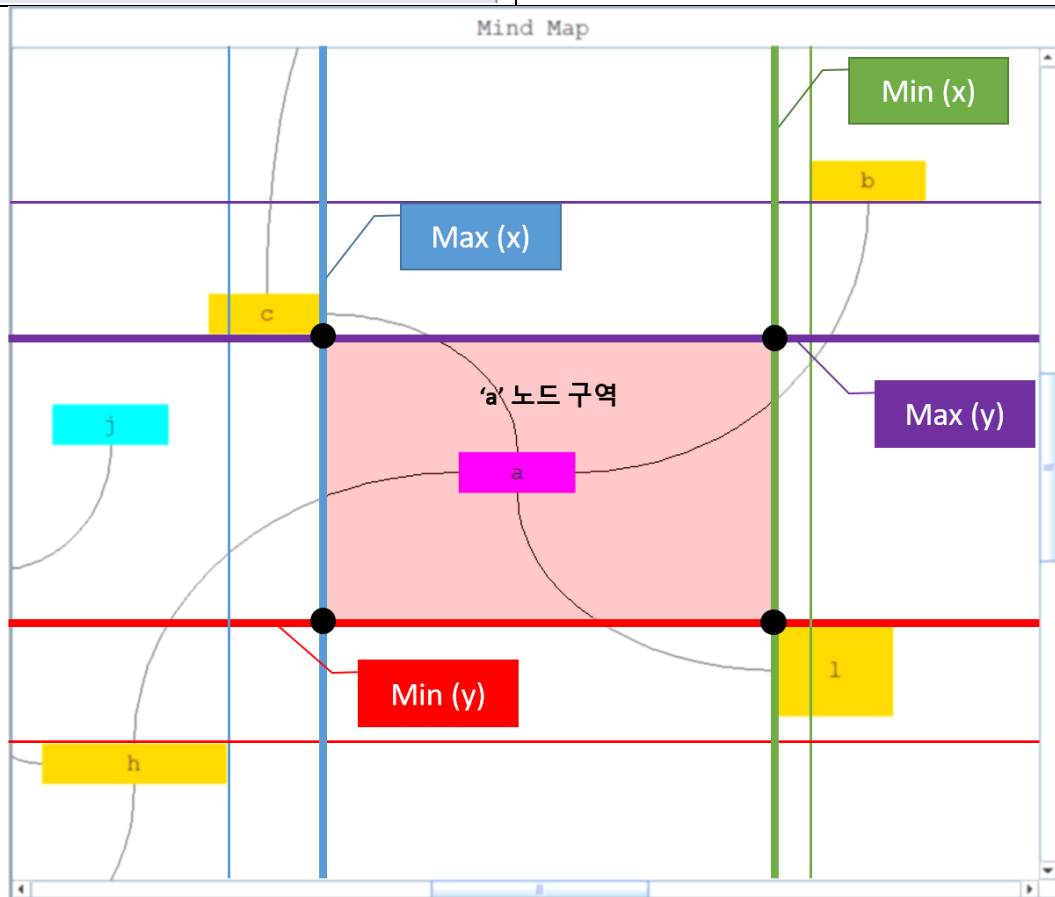 Mind Map
Min (x)
b
Max (x)
c
‘a’ 노드 구역
Max (y)
j
a
l
Min (y)
h